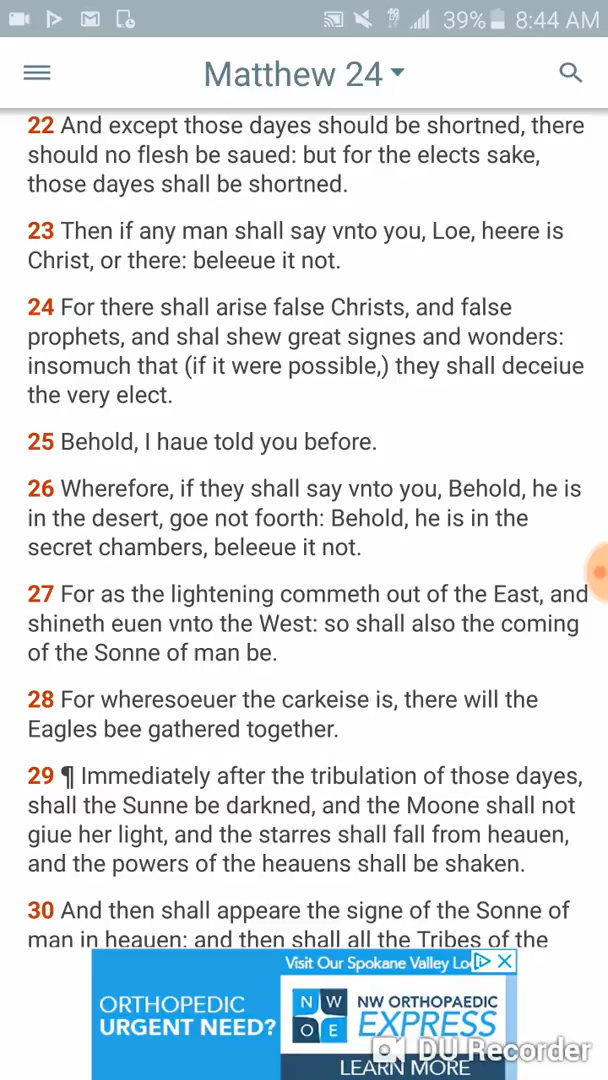 39% 8:44 AM
Matthew 24
22 And except those dayes should be shortned, there
should no flesh be saued: but for the elects sake,
those dayes shall be shortned.
23 Then if any man shall say vnto you, Loe, heere is
Christ, or there: beleeue it not.
24 For there shall arise false Christs, and false
prophets, and shal shew great signes and wonders:
insomuch that (if it were possible,) they shall deceiue
the very elect.
25 Behold, I haue told you before.
26 Wherefore, if they shall say vnto you, Behold, he is
in the desert, goe not foorth: Behold, he is in the
secret chambers, beleeue it not.
27 For as the lightening commeth out of the East, and
shineth euen vnto the West: so shall also the coming
of the Sonne of man be.
28 For wheresoeuer the carkeise is, there will the
Eagles bee gathered together.
29 ¶ Immediately after the tribulation of those dayes,
shall the Sunne be darkned, and the Moone shall not
giue her light, and the starres shall fall from heauen,
and the powers of the heauens shall be shaken.
30 And then shall appeare the signe of the Sonne of
man in heauen: and then shall all the Tribes of the
Visit Our Spokane Valley
ORTHOPEDIC
URGENT NEED?
N W
O E
NW ORTHOPAEDIC
EXPRESS
LEARN MORE
DU Recorder